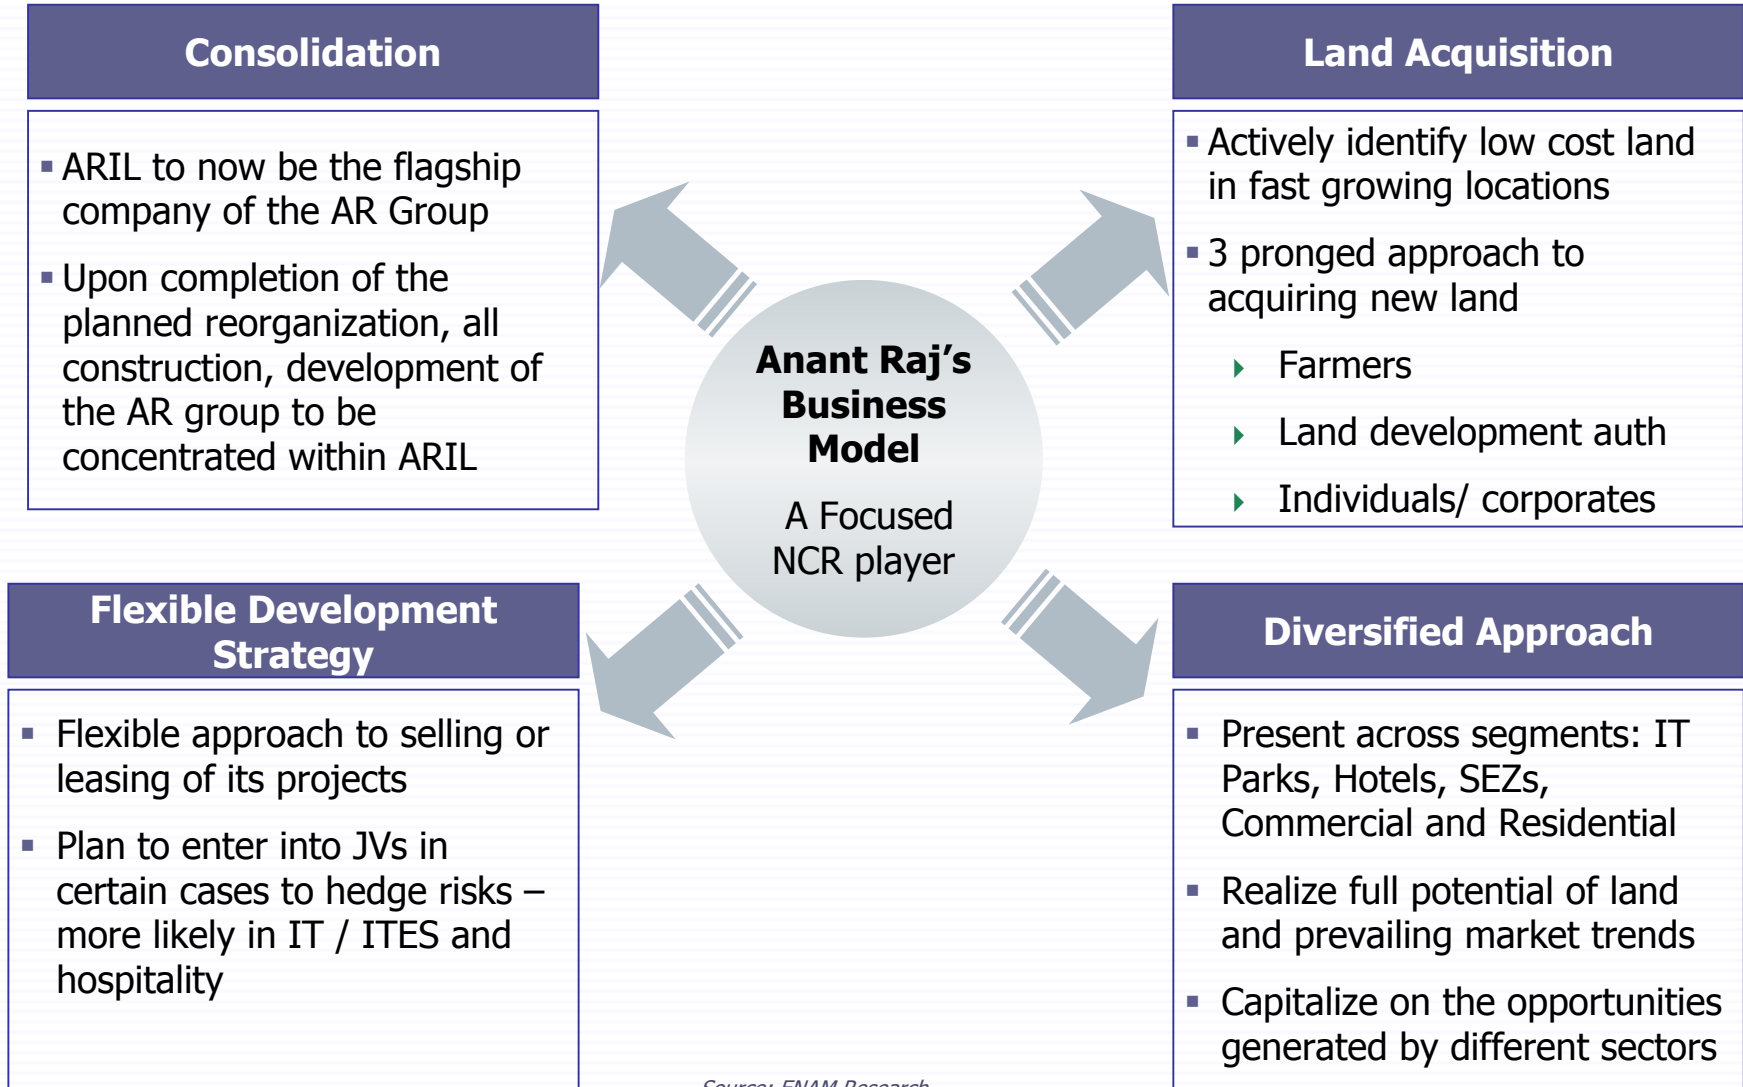 Consolidation
▪ ARIL to now be the flagship
company of the AR Group
▪ Upon completion of the
planned reorganization, all
construction, development of
the AR group to be
concentrated within ARIL
Land Acquisition
▪ Actively identify low cost land
in fast growing locations
▪ 3 pronged approach to
acquiring new land
Farmers
Land development auth
Individuals/ corporates
Anant Raj’s
Business
Model
A Focused
NCR player
Flexible Development
Strategy
▪ Flexible approach to selling or
leasing of its projects
▪ Plan to enter into JVs in
certain cases to hedge risks –
more likely in IT / ITES and
hospitality
Diversified Approach
▪ Present across segments: IT
Parks, Hotels, SEZs,
Commercial and Residential
▪ Realize full potential of land
and prevailing market trends
▪ Capitalize on the opportunities
generated by different sectors
Source: ENAM Research